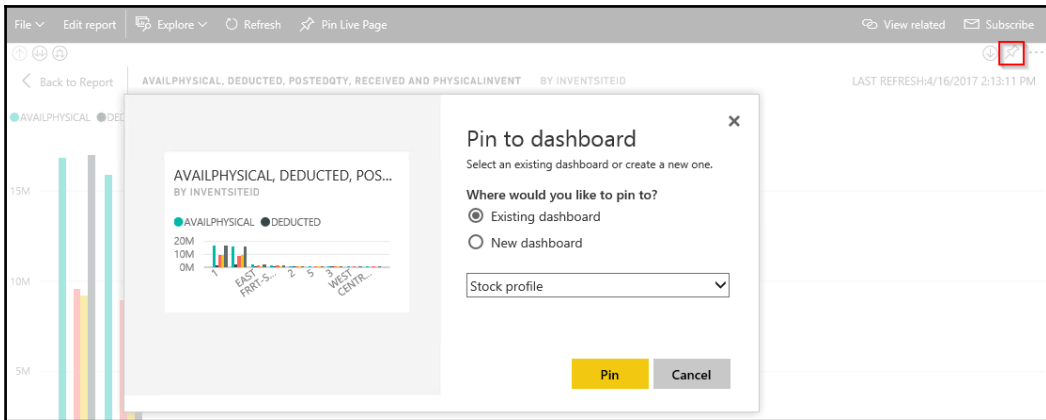 File Edit report Explore Refresh Pin Live Page View related Subscribe
Back to Report AVAILPHYSICAL, DEDUCTED, POSTEDQTY, RECEIVED AND PHYSICALINVENT BY INVENTSITEID LAST REFRESH:4/16/2017 2:13:11 PM
AVAILPHYSICAL DED
15M
10M
5M
AVAILPHYSICAL, DEDUCTED, POS...
BY INVENTSITEID
AVAILPHYSICAL DEDUCTED
20M
10M
0M
1 EAST FRRT-S... 2 5 3 WEST CENTR...
Pin to dashboard
Select an existing dashboard or create a new one.
Where would you like to pin to?
Existing dashboard
New dashboard
Stock profile
Pin Cancel